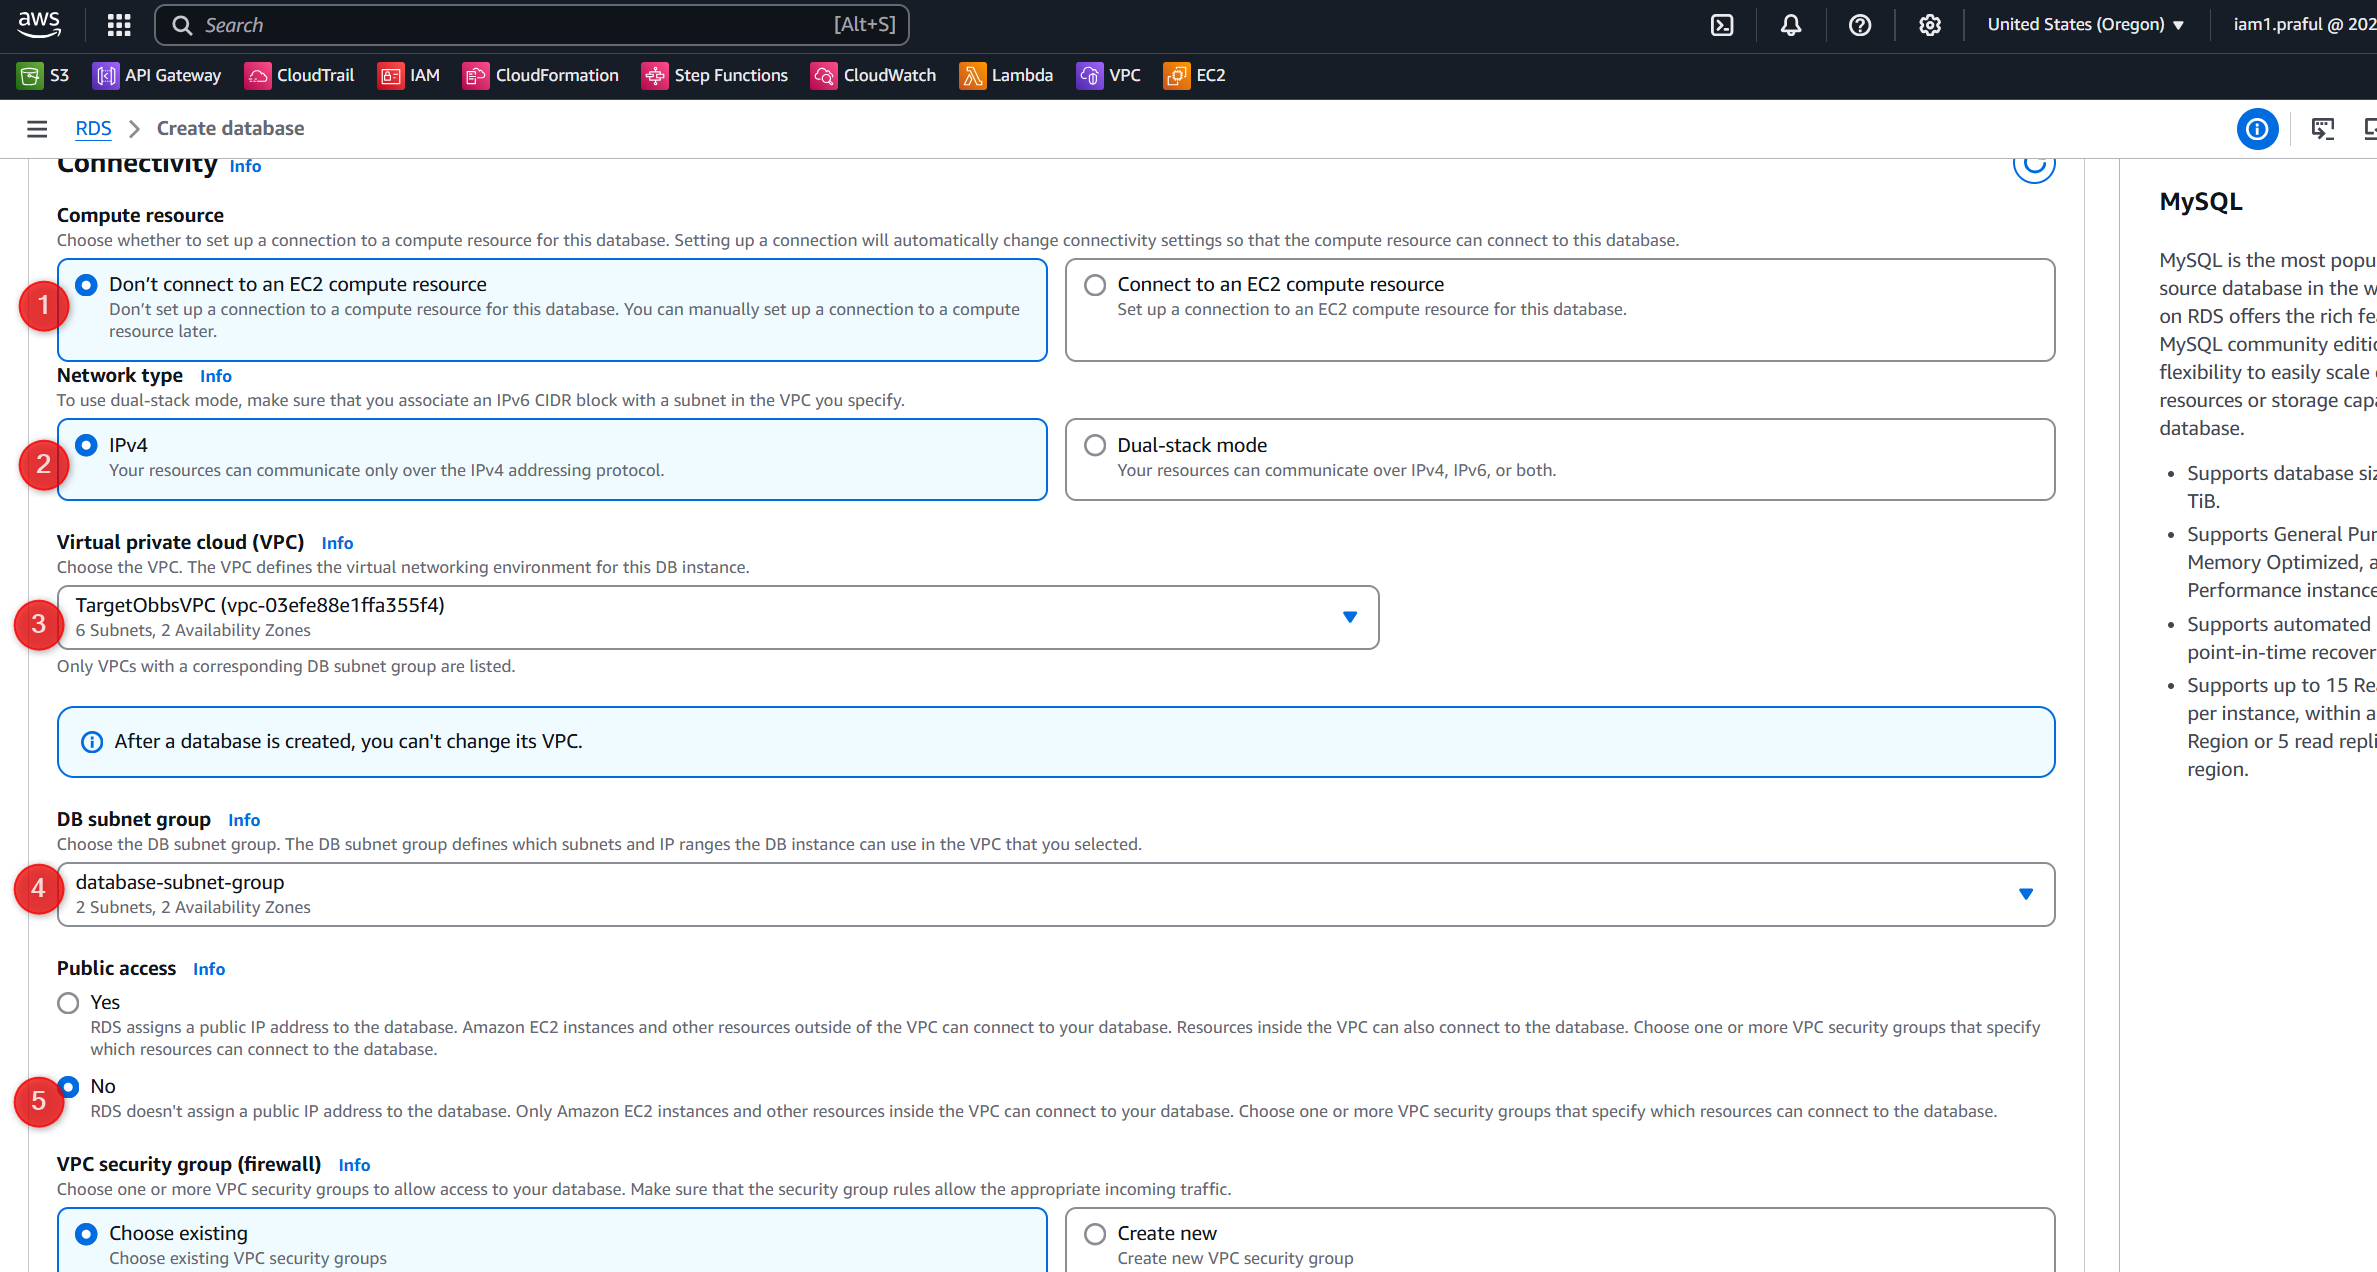 aws
Search [Alt+S]
United States (Oregon) ▼
iam1.praful @ 202
S3 API Gateway CloudTrail IAM CloudFormation Step Functions CloudWatch Lambda VPC EC2
RDS > Create database
Connectivity Info
Compute resource
Choose whether to set up a connection to a compute resource for this database. Setting up a connection will automatically change connectivity settings so that the compute resource can connect to this database.
1
Don’t connect to an EC2 compute resource
Don’t set up a connection to a compute resource for this database. You can manually set up a connection to a compute
resource later.
Connect to an EC2 compute resource
Set up a connection to an EC2 compute resource for this database.
Network type Info
To use dual-stack mode, make sure that you associate an IPv6 CIDR block with a subnet in the VPC you specify.
2
IPv4
Your resources can communicate only over the IPv4 addressing protocol.
Dual-stack mode
Your resources can communicate over IPv4, IPv6, or both.
Virtual private cloud (VPC) Info
Choose the VPC. The VPC defines the virtual networking environment for this DB instance.
3
TargetObbsVPC (vpc-03efe88e1ffa355f4)
6 Subnets, 2 Availability Zones
Only VPCs with a corresponding DB subnet group are listed.
After a database is created, you can't change its VPC.
DB subnet group Info
Choose the DB subnet group. The DB subnet group defines which subnets and IP ranges the DB instance can use in the VPC that you selected.
4
database-subnet-group
2 Subnets, 2 Availability Zones
Public access Info
Yes
RDS assigns a public IP address to the database. Amazon EC2 instances and other resources outside of the VPC can connect to your database. Resources inside the VPC can also connect to the database. Choose one or more VPC security groups that specify
which resources can connect to the database.
5
No
RDS doesn't assign a public IP address to the database. Only Amazon EC2 instances and other resources inside the VPC can connect to your database. Choose one or more VPC security groups that specify which resources can connect to the database.
VPC security group (firewall) Info
Choose one or more VPC security groups to allow access to your database. Make sure that the security group rules allow the appropriate incoming traffic.
Choose existing
Choose existing VPC security groups
Create new
Create new VPC security group
MySQL
MySQL is the most popu
source database in the w
on RDS offers the rich fe
MySQL community editi
flexibility to easily scale
resources or storage cap
database.
• Supports database siz
TiB.
• Supports General Pur
Memory Optimized, a
Performance instance
• Supports automated
point-in-time recover
• Supports up to 15 Re
per instance, within a
Region or 5 read repli
region.